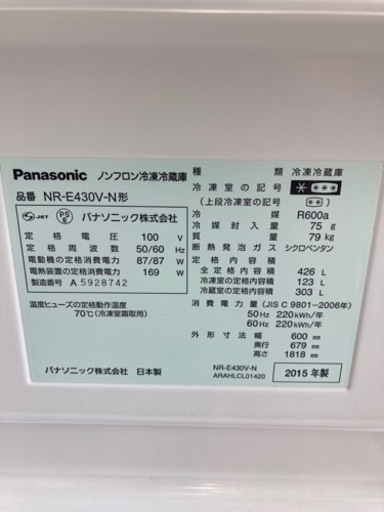 Panasonic ノンフロン冷凍冷蔵庫
品番 NR-E430V-N形
JET PSE パナソニック株式会社
定格電圧 100 V
定格周波数 50/60 Hz
電動機の定格消費電力 87/87 W
電熱装置の定格消費電力 169 W
製造番号 A 5928742
温度ヒューズの定格動作温度
70℃(冷凍室霜取用)
パナソニック株式会社 日本製
種類 冷凍冷蔵庫
冷凍室の記号 * ***
(上段冷凍室の記号) **
冷媒 R600a
冷媒封入量 75 g
質量 79 kg
断熱発泡ガス シクロペンタン
定格内容積
全定格内容積 426 L
冷凍室の定格内容積 123 L
冷蔵室の定格内容積 303 L
消費電力量(JIS C 9801-2006年)
50Hz 220kWh/年
60Hz 220kWh/年
外形寸法 幅 600 mm
奥行 679 mm
高さ 1818 mm
NR-E430V-N
ARAHLCL01420
2015 年製